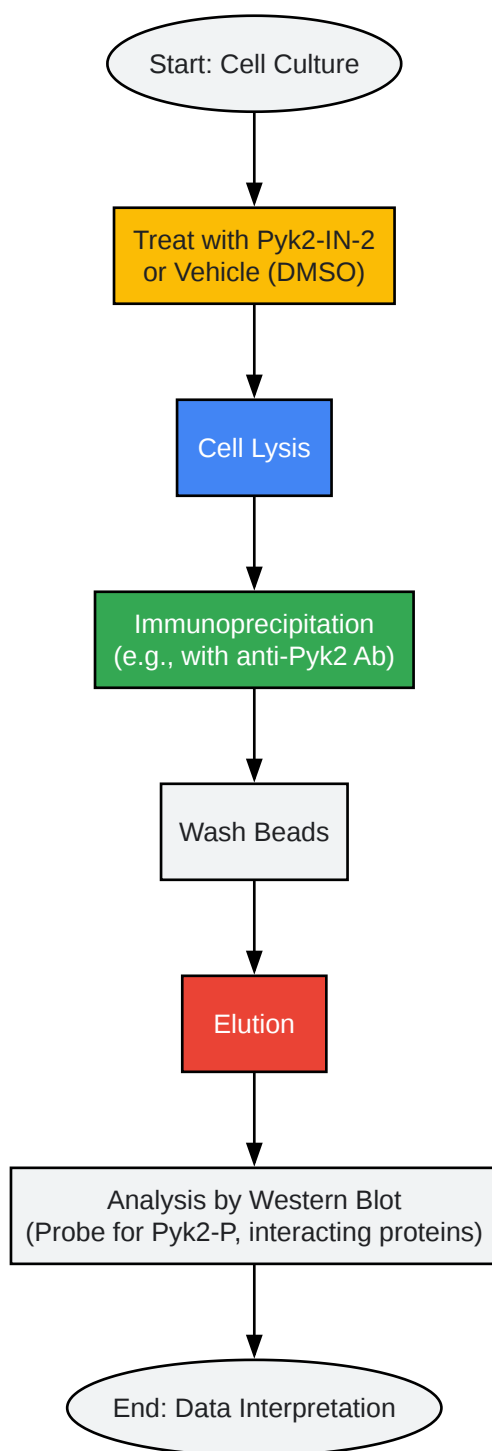 Start: Cell Culture
Treat with Pyk2-IN-2
or Vehicle (DMSO)
Cell Lysis
Immunoprecipitation
(e.g., with anti-Pyk2 Ab)
Wash Beads
Elution
Analysis by Western Blot
(Probe for Pyk2-P, interacting proteins)
End: Data Interpretation